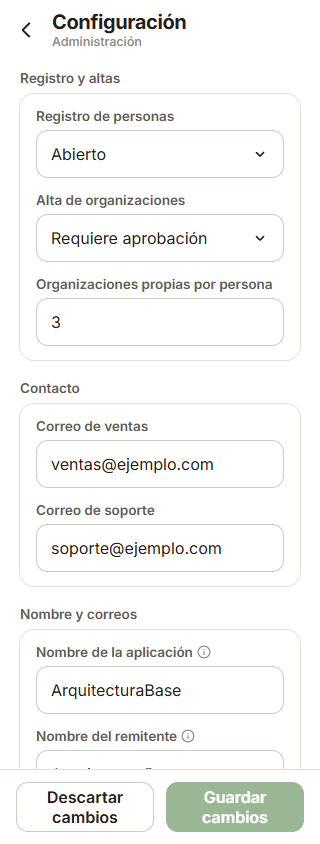 Configuración
Administración
Registro y altas
Registro de personas
Abierto
Alta de organizaciones
Requiere aprobación
Organizaciones propias por persona
3
Contacto
Correo de ventas
ventas@ejemplo.com
Correo de soporte
soporte@ejemplo.com
Nombre y correos
Nombre de la aplicación
ArquitecturaBase
Nombre del remitente
Descartar
cambios
Guardar
cambios